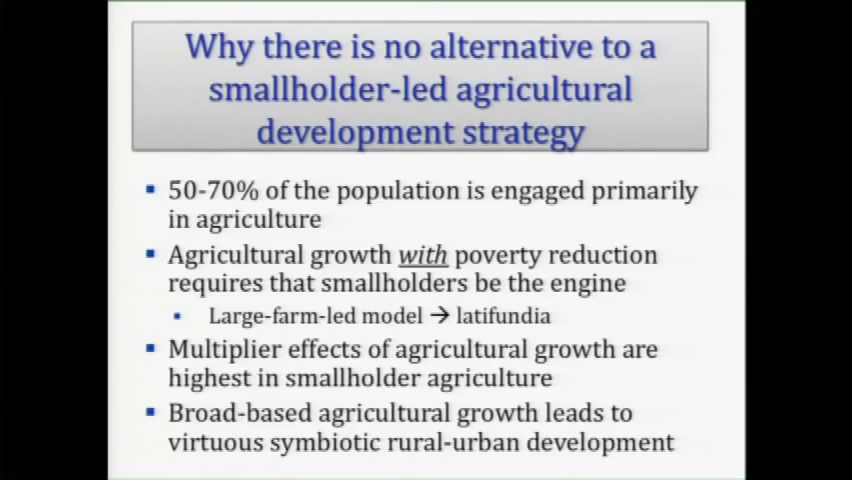 Why there is no alternative to a
smallholder-led agricultural
development strategy
▪ 50-70% of the population is engaged primarily
in agriculture
▪ Agricultural growth with poverty reduction
requires that smallholders be the engine
▪ Large-farm-led model → latifundia
▪ Multiplier effects of agricultural growth are
highest in smallholder agriculture
▪ Broad-based agricultural growth leads to
virtuous symbiotic rural-urban development